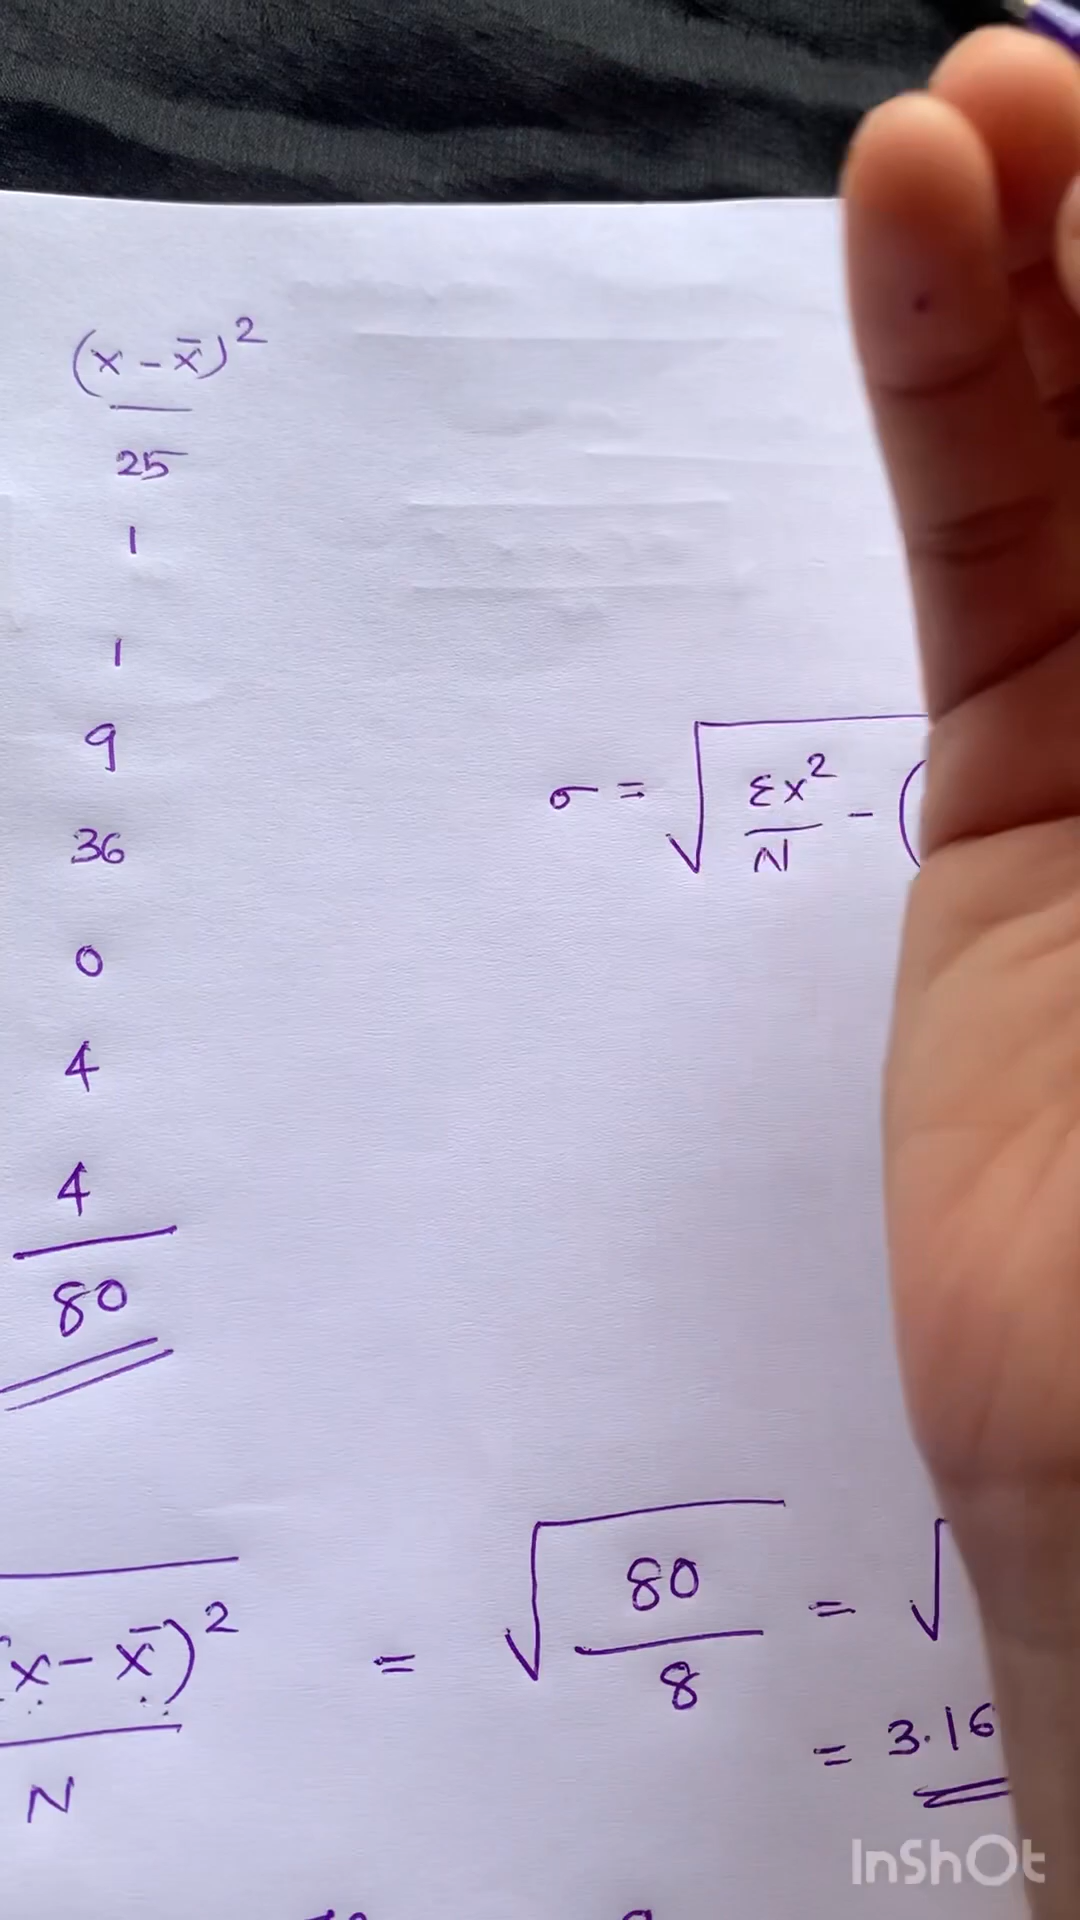 (x - x̄)²
25
1
1
9
36
0
4
4
80
σ = √ Σx² / N - (
x - x̄)² / N = √ 80 / 8 = √
= 3.16
InShOt